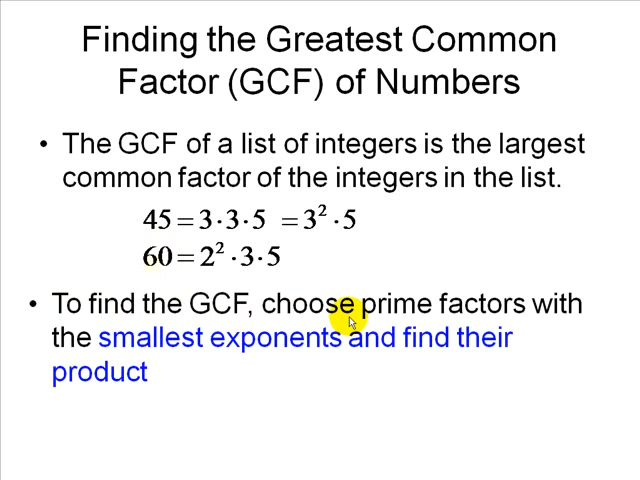 Finding the Greatest Common
Factor (GCF) of Numbers
• The GCF of a list of integers is the largest
common factor of the integers in the list.
45 = 3 · 3 · 5 = 3² · 5
60 = 2² · 3 · 5
• To find the GCF, choose prime factors with
the smallest exponents and find their
product